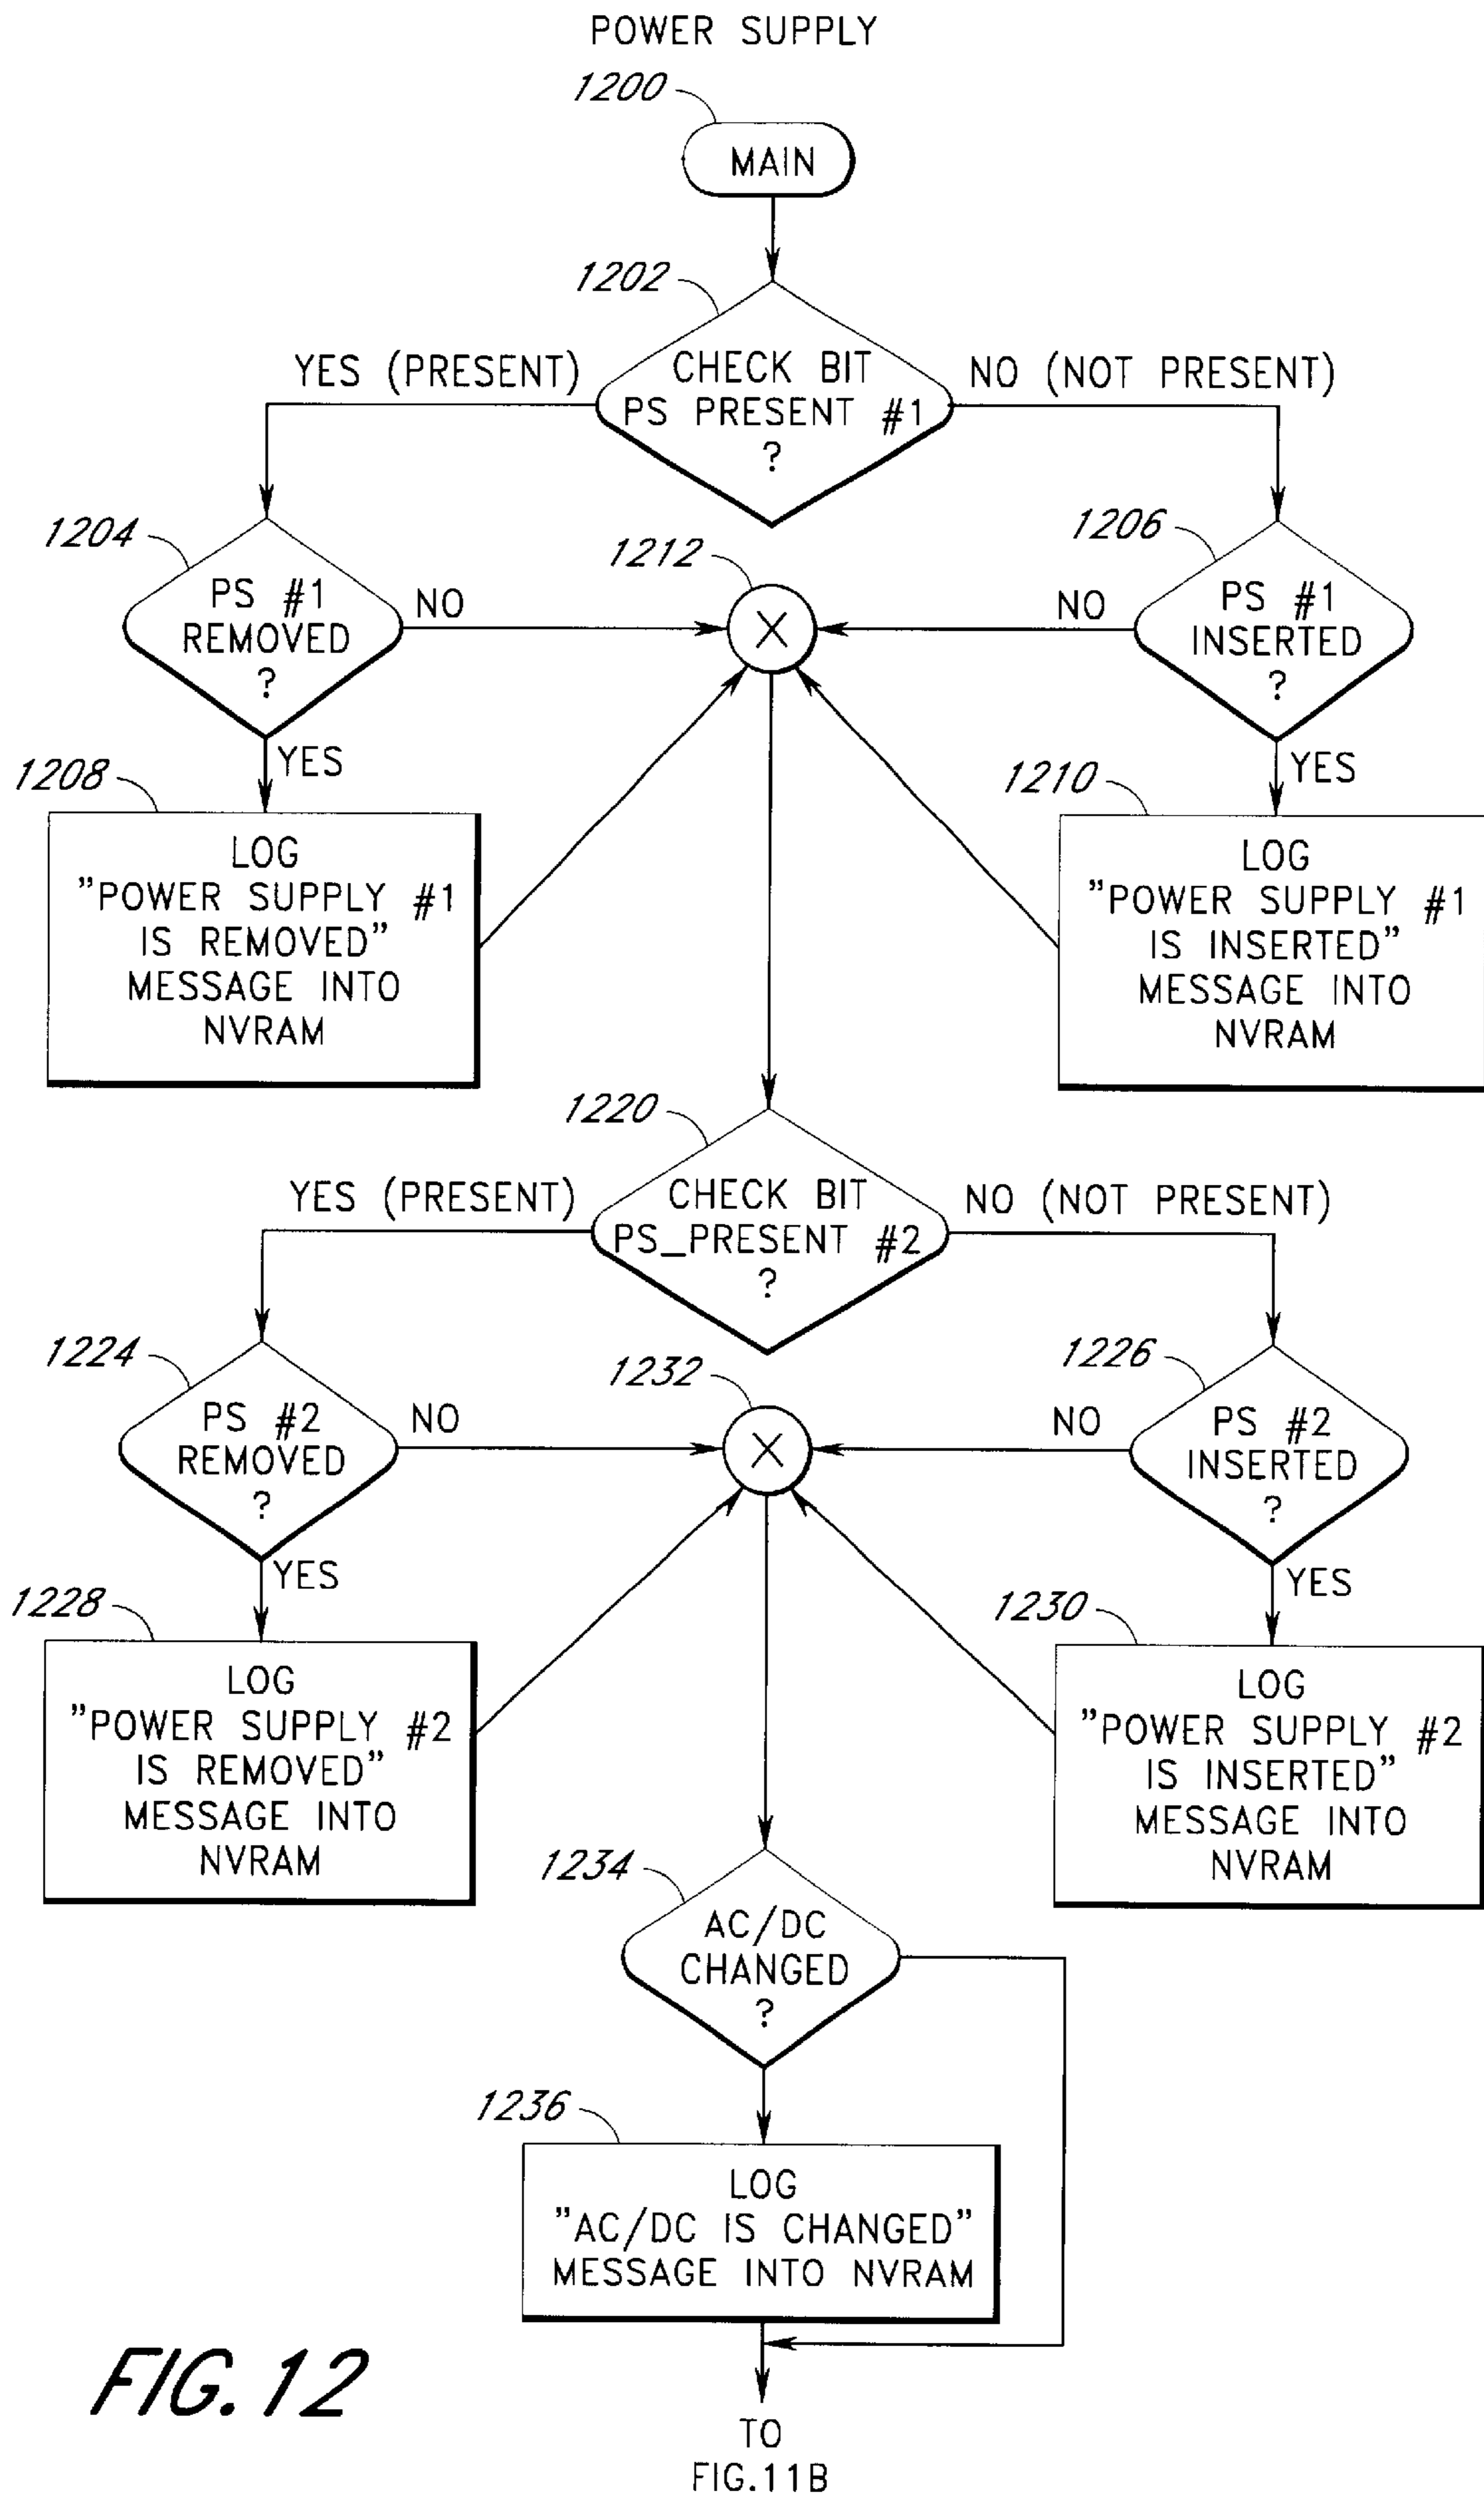 POWER SUPPLY
1200
MAIN
1202
YES (PRESENT)
CHECK BIT
PS PRESENT #1
?
NO (NOT PRESENT)
1204
PS #1
REMOVED
?
NO
1212
X
1206
NO
PS #1
INSERTED
?
YES
1208
LOG
"POWER SUPPLY #1
IS REMOVED"
MESSAGE INTO
NVRAM
YES
1210
LOG
"POWER SUPPLY #1
IS INSERTED"
MESSAGE INTO
NVRAM
1220
YES (PRESENT)
CHECK BIT
PS_PRESENT #2
?
NO (NOT PRESENT)
1224
PS #2
REMOVED
?
NO
1232
X
1226
NO
PS #2
INSERTED
?
YES
1228
LOG
"POWER SUPPLY #2
IS REMOVED"
MESSAGE INTO
NVRAM
YES
1230
LOG
"POWER SUPPLY #2
IS INSERTED"
MESSAGE INTO
NVRAM
1234
AC/DC
CHANGED
?
1236
LOG
"AC/DC IS CHANGED"
MESSAGE INTO NVRAM
FIG. 12
TO
FIG.11B